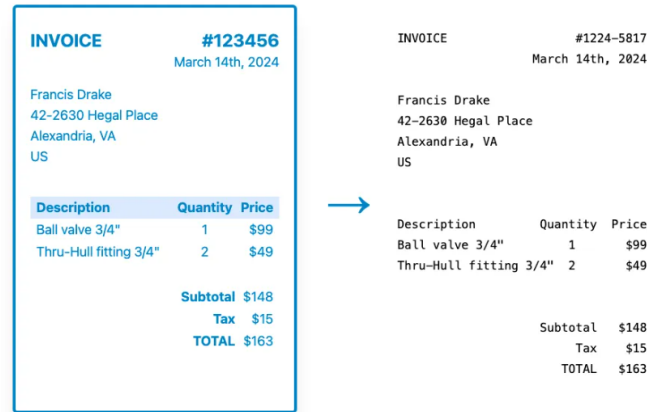 INVOICE #123456
March 14th, 2024
Francis Drake
42-2630 Hegal Place
Alexandria, VA
US
Description Quantity Price
Ball valve 3/4" 1 $99
Thru-Hull fitting 3/4" 2 $49
Subtotal $148
Tax $15
TOTAL $163
INVOICE #1224-5817
March 14th, 2024
Francis Drake
42-2630 Hegal Place
Alexandria, VA
US
Description Quantity Price
Ball valve 3/4" 1 $99
Thru-Hull fitting 3/4" 2 $49
Subtotal $148
Tax $15
TOTAL $163